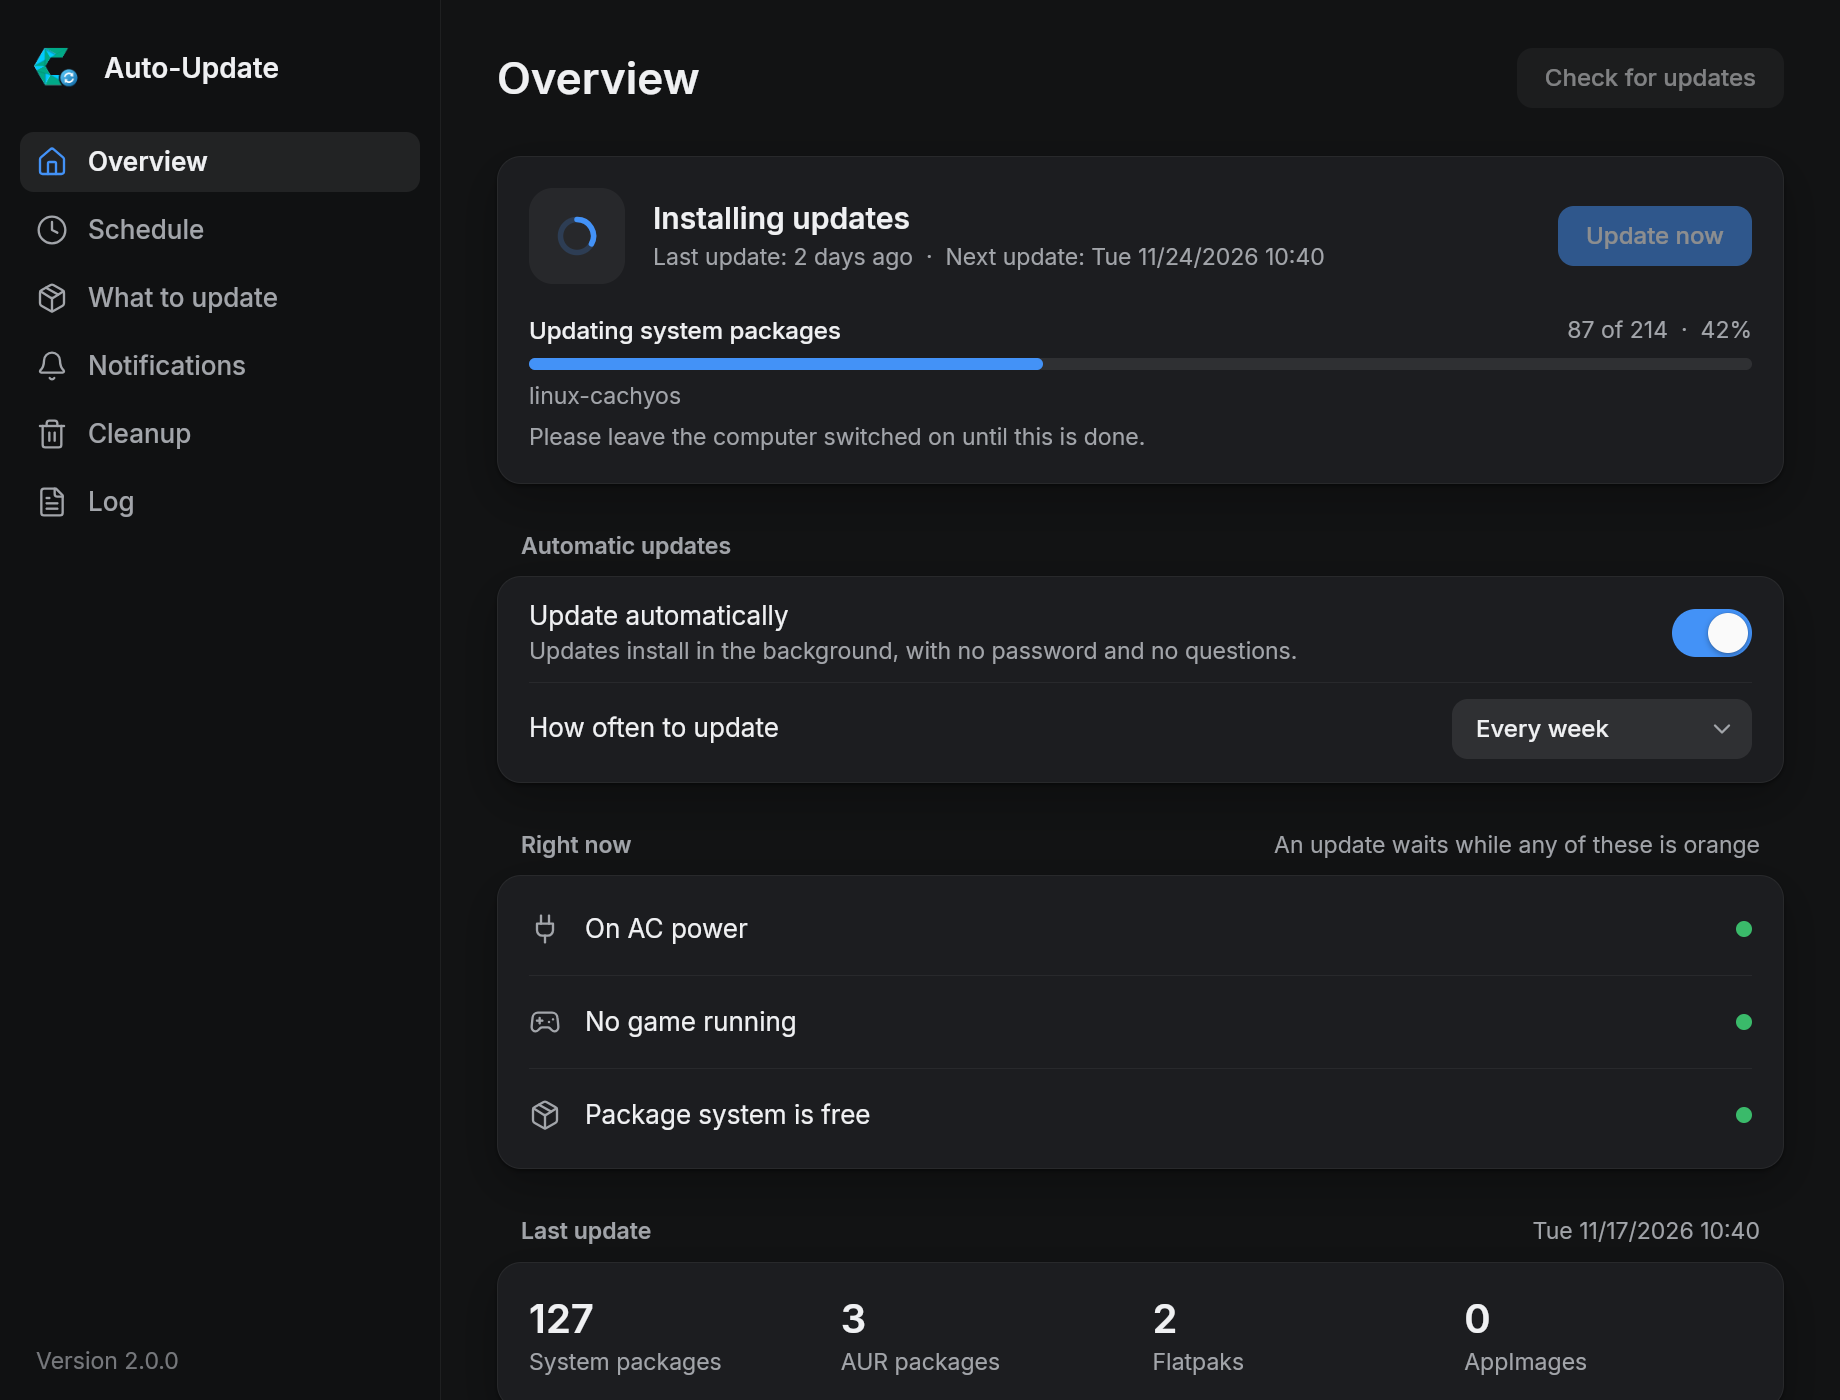 Auto-Update
Overview
Schedule
What to update
Notifications
Cleanup
Log
Version 2.0.0
Overview
Check for updates
Installing updates
Last update: 2 days ago · Next update: Tue 11/24/2026 10:40
Update now
Updating system packages
87 of 214 · 42%
linux-cachyos
Please leave the computer switched on until this is done.
Automatic updates
Update automatically
Updates install in the background, with no password and no questions.
How often to update
Every week
Right now
An update waits while any of these is orange
On AC power
No game running
Package system is free
Last update
Tue 11/17/2026 10:40
127
System packages
3
AUR packages
2
Flatpaks
0
AppImages